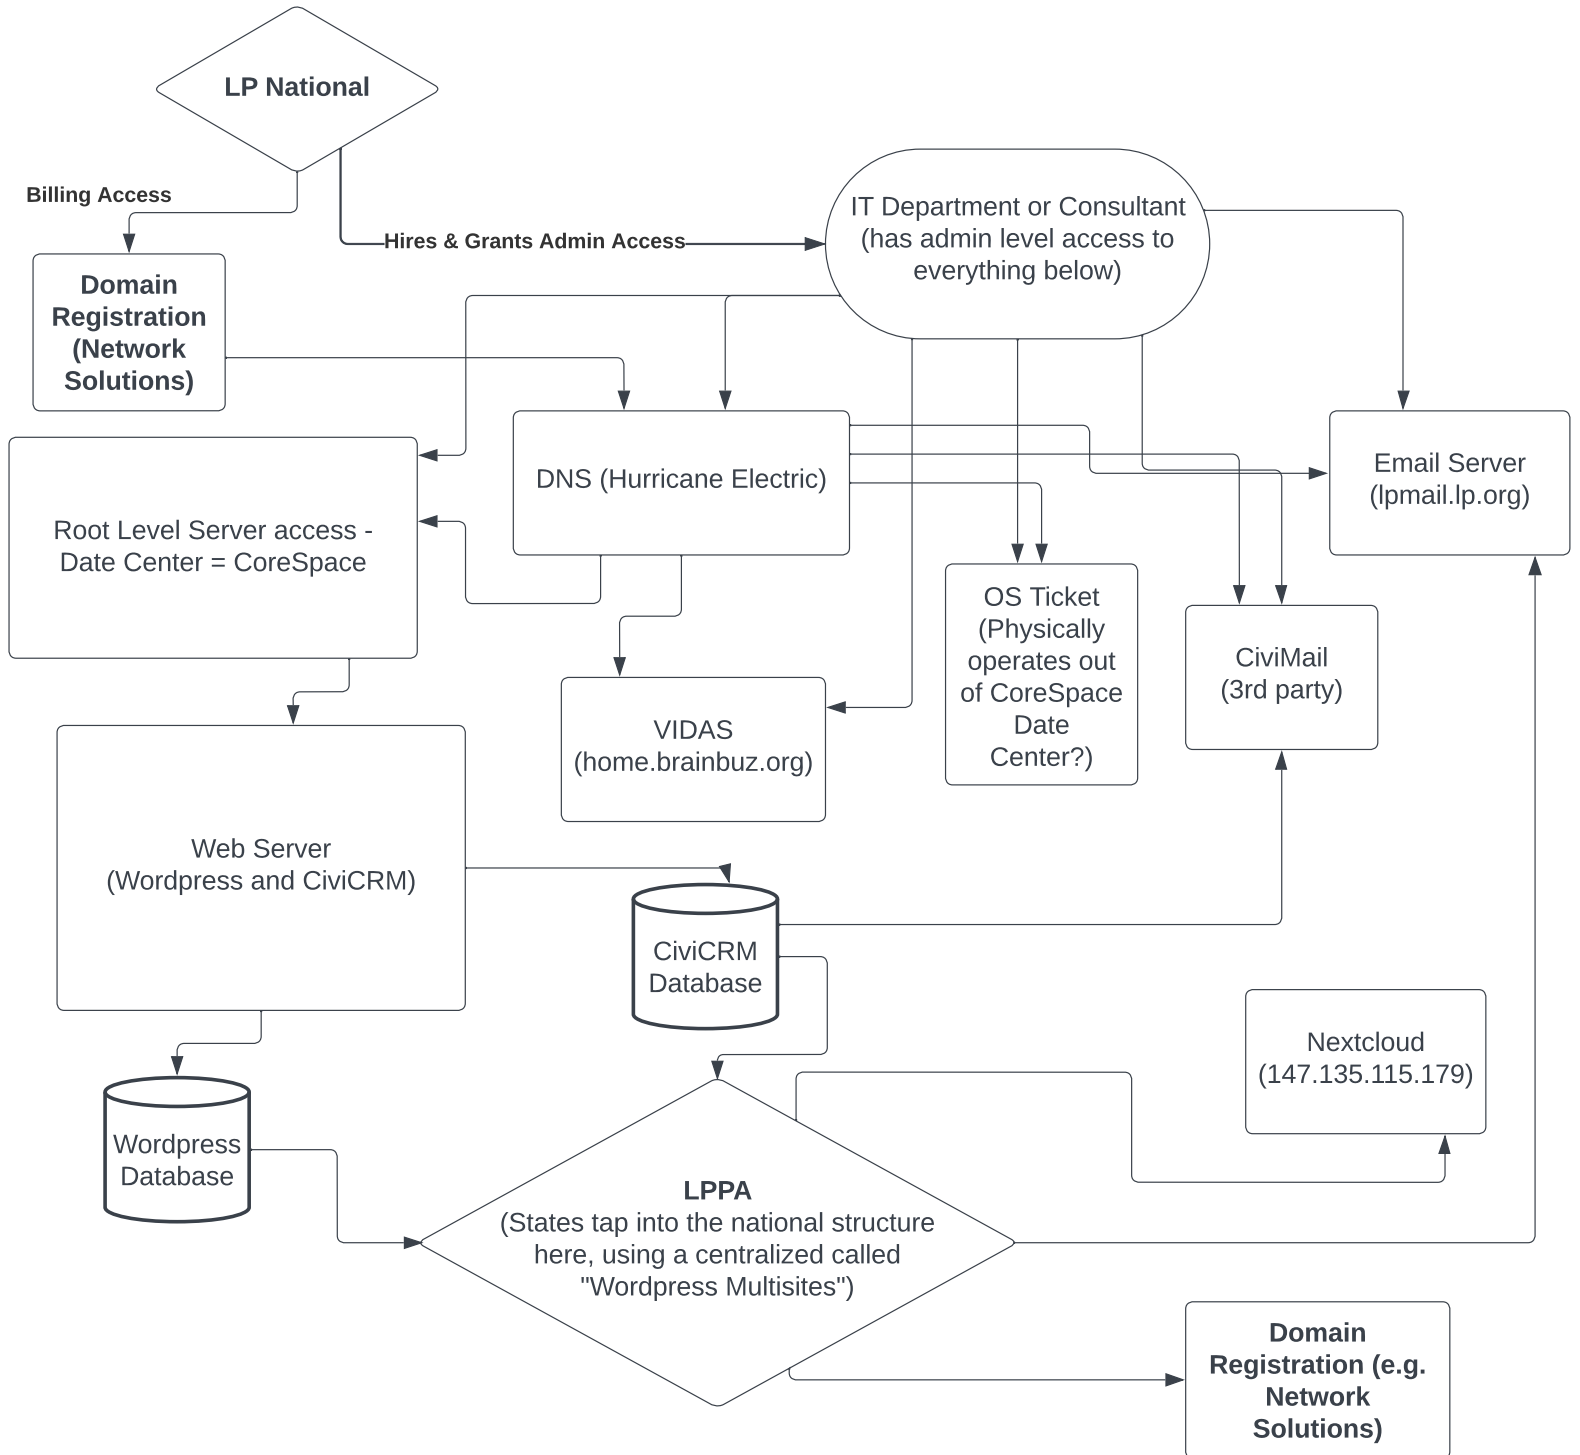 LP National
Billing Access
Hires & Grants Admin Access
IT Department or Consultant
(has admin level access to
everything below)
Domain
Registration
(Network
Solutions)
DNS (Hurricane Electric)
Email Server
(lpmail.lp.org)
Root Level Server access -
Date Center = CoreSpace
OS Ticket
(Physically
operates out
of CoreSpace
Date
Center?)
CiviMail
(3rd party)
VIDAS
(home.brainbuz.org)
Web Server
(Wordpress and CiviCRM)
CiviCRM
Database
Nextcloud
(147.135.115.179)
Wordpress
Database
LPPA
(States tap into the national structure
here, using a centralized called
"Wordpress Multisites")
Domain
Registration (e.g.
Network
Solutions)